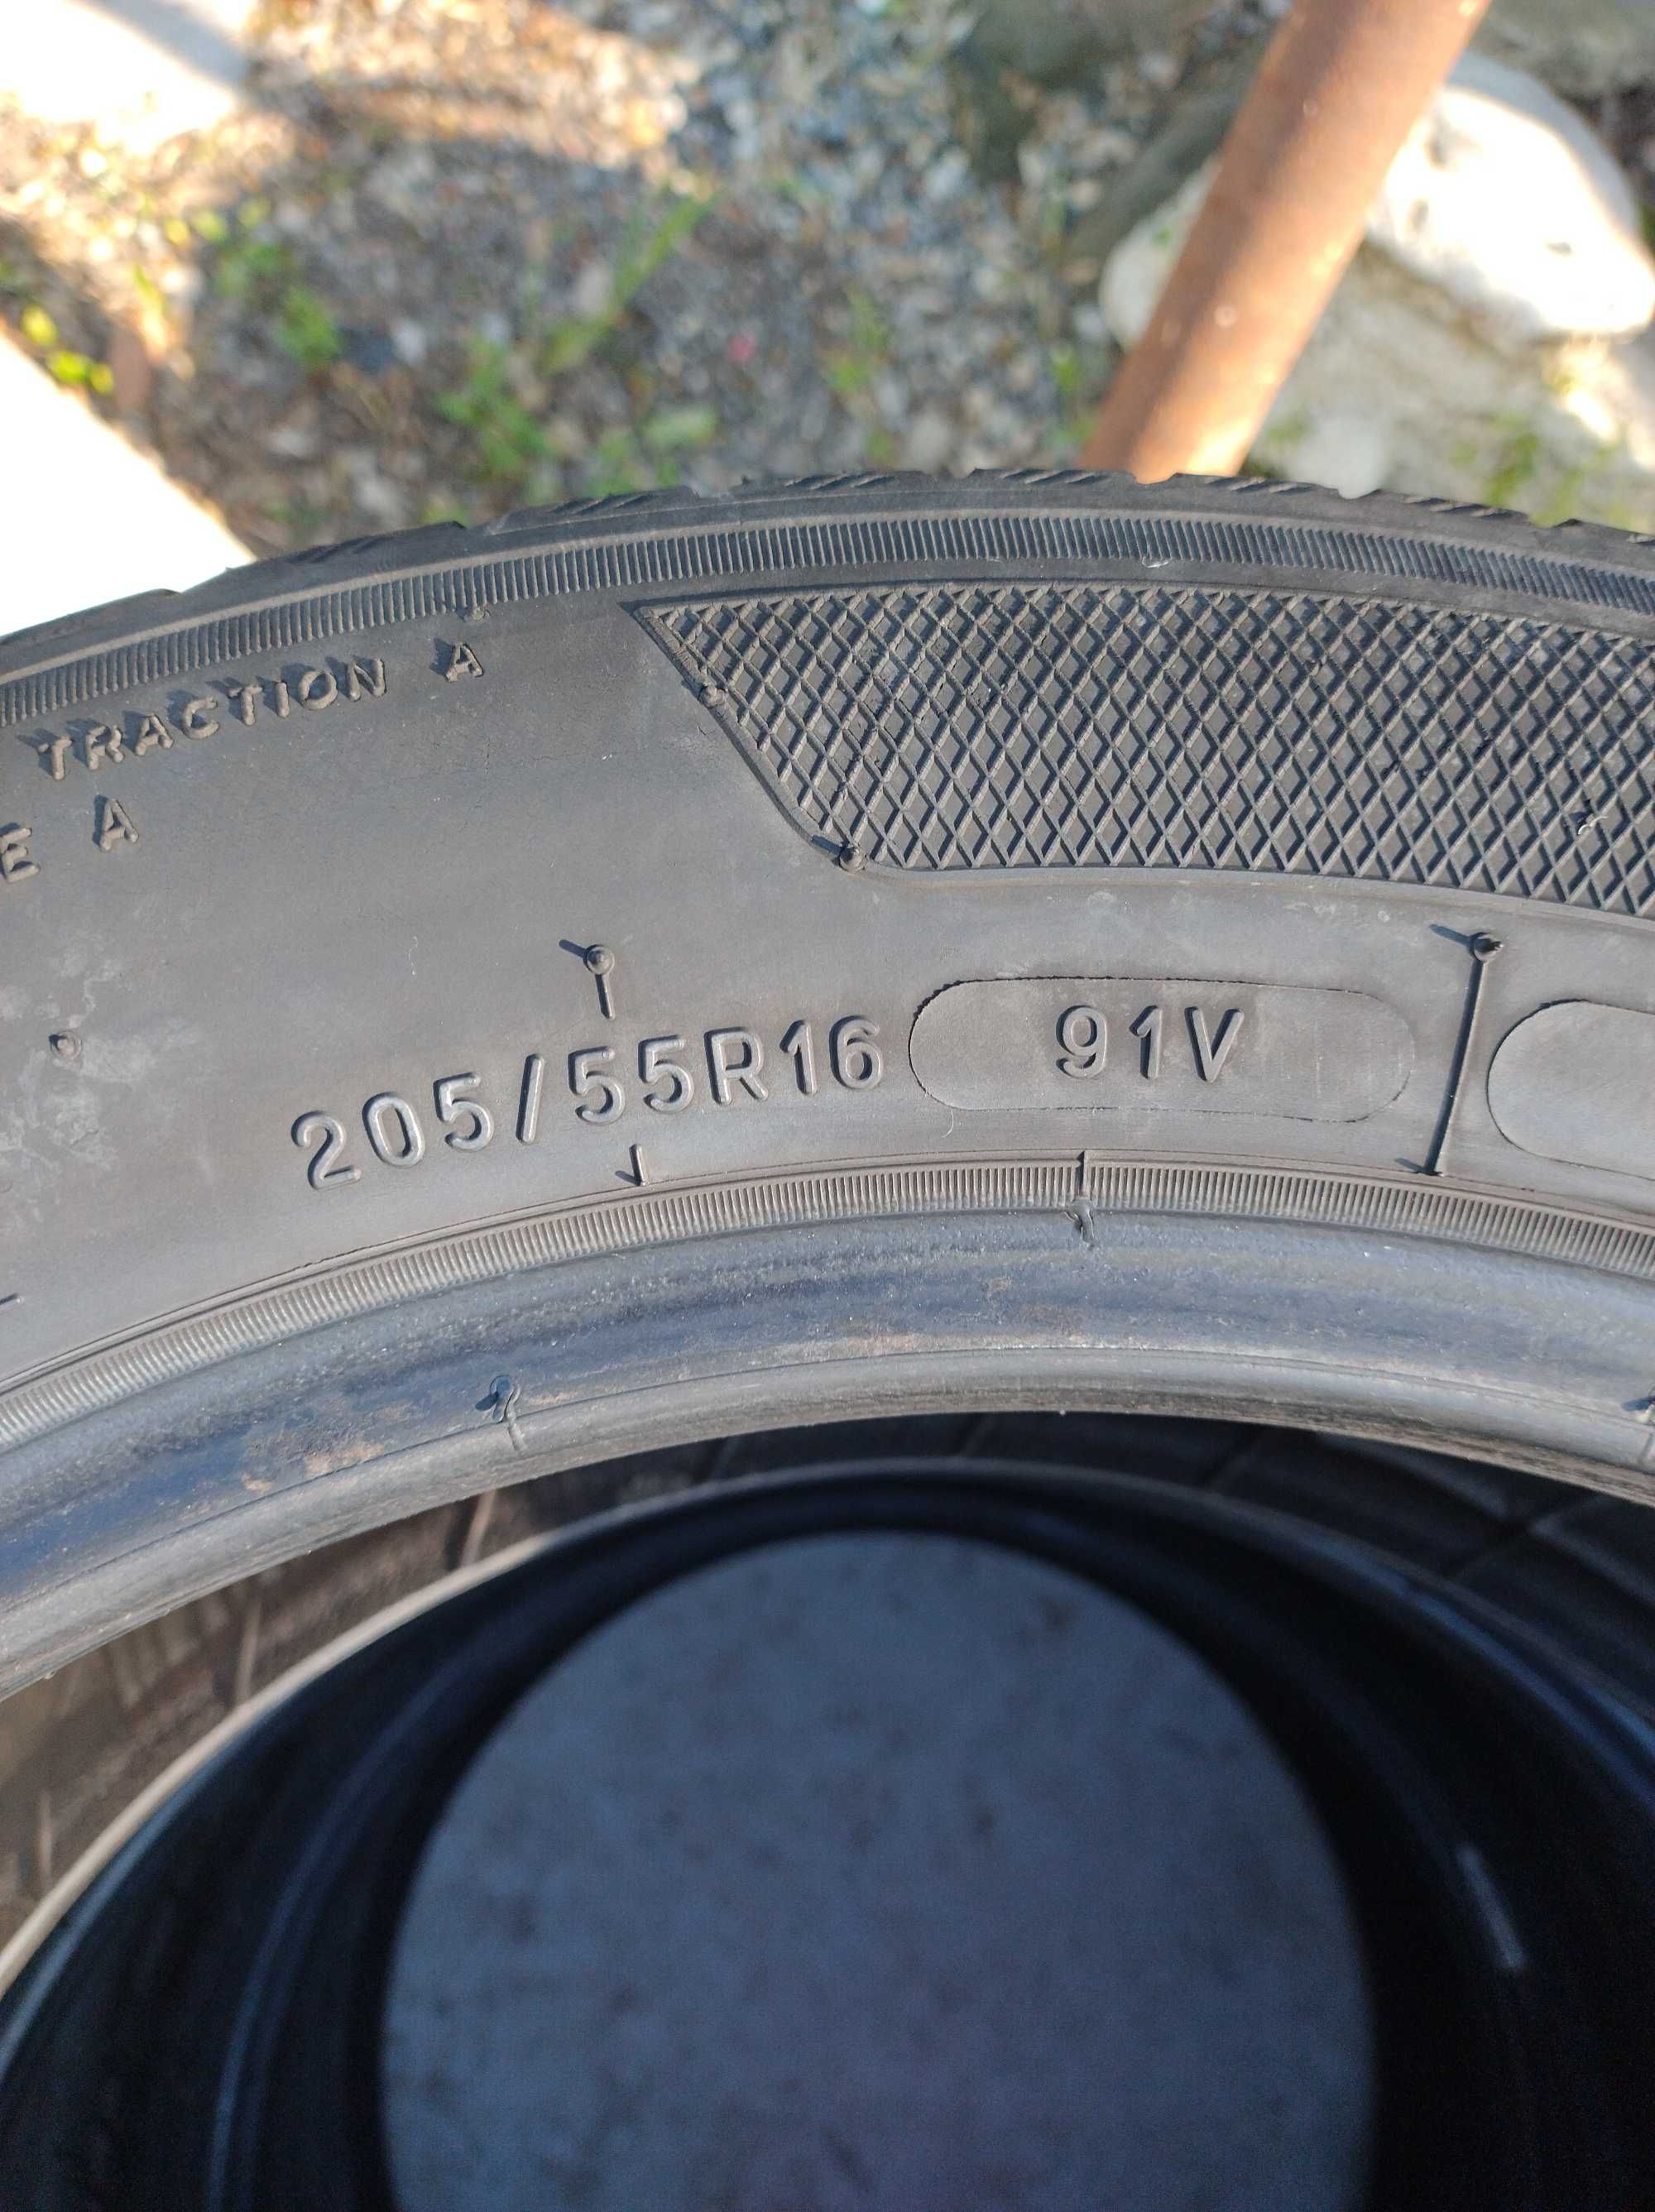 TRACTION A
E A
205/55R16 91V